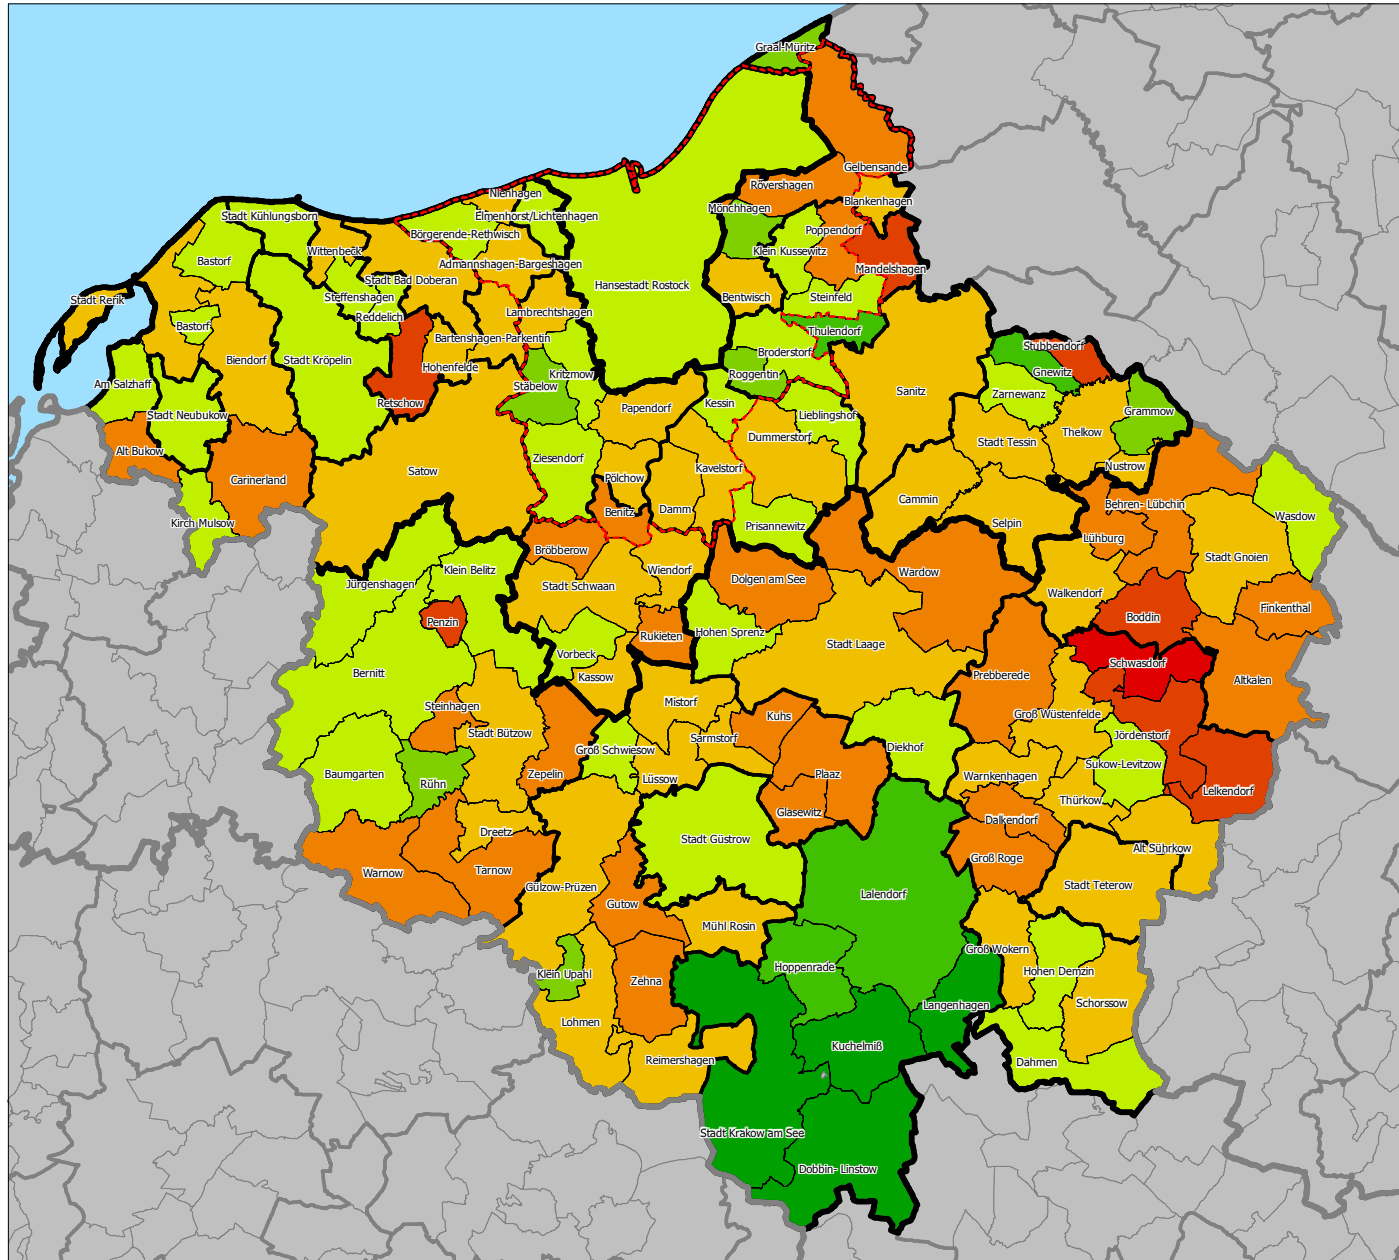 Graal-Müritz
Gelbensande
Rövershagen
Nienhagen
Blankenhagen
Mönchhagen
Stadt Kühlungsborn
Elmenhorst/Lichtenhagen
Poppendorf
Börgerende-Rethwisch
Wittenbeck
Klein Kussewitz
Bastorf
Admannshagen-Bargeshagen
Mandelshagen
Stadt Bad Doberan
Hansestadt Rostock
Steffenshagen
Bentwisch
Steinfeld
Stadt Rerik
Lambrechtshagen
Reddelich
Bastorf
Thulendorf
Bartenshagen-Parkentin
Stubbendorf
Broderstorf
Biendorf
Stadt Kröpelin
Hohenfelde
Gnewitz
Kritzmow
Roggentin
Am Salzhaff
Stäbelow
Sanitz
Zarnewanz
Retschow
Kessin
Papendorf
Grammow
Stadt Neubukow
Lieblingshof
Thelkow
Dummerstorf
Stadt Tessin
Alt Bukow
Ziesendorf
Nustrow
Kavelstorf
Satow
Pölchow
Carinerland
Cammin
Behren- Lübchin
Damm
Benitz
Wasdow
Kirch Mulsow
Prisannewitz
Selpin
Lühburg
Bröbberow
Stadt Gnoien
Klein Belitz
Wiendorf
Wardow
Dolgen am See
Jürgenshagen
Stadt Schwaan
Walkendorf
Finkenthal
Boddin
Penzin
Hohen Sprenz
Rukieten
Stadt Laage
Vorbeck
Schwasdorf
Bernitt
Kassow
Prebberede
Altkalen
Mistorf
Steinhagen
Groß Wüstenfelde
Kuhs
Stadt Bützow
Jördenstorf
Sarmstorf
Groß Schwiesow
Diekhof
Sukow-Levitzow
Baumgarten
Zepelin
Plaaz
Warnkenhagen
Lüssow
Rühn
Lelkendorf
Thürkow
Glasewitz
Dalkendorf
Dreetz
Stadt Güstrow
Alt Sührkow
Groß Roge
Tarnow
Warnow
Stadt Teterow
Gülzow-Prüzen
Lalendorf
Gutow
Mühl Rosin
Groß Wokern
Hoppenrade
Hohen Demzin
Klein Upahl
Zehna
Schorssow
Langenhagen
Lohmen
Kuchelmiß
Reimershagen
Dahmen
Stadt Krakow am See
Dobbin- Linstow